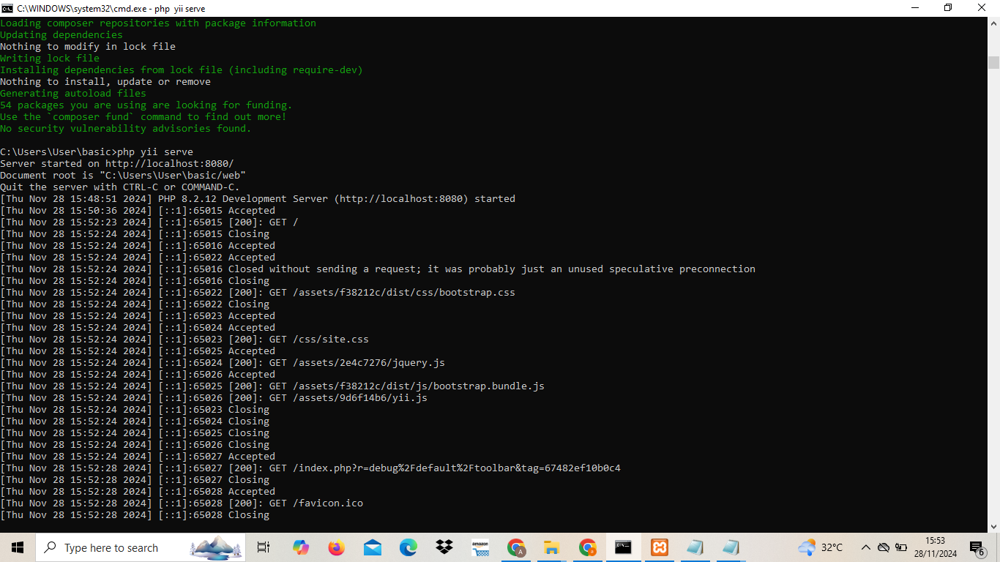 C:\WINDOWS\system32\cmd.exe - php  yii serve
Loading composer repositories with package information
Updating dependencies
Nothing to modify in lock file
Writing lock file
Installing dependencies from lock file (including require-dev)
Nothing to install, update or remove
Generating autoload files
54 packages you are using are looking for funding.
Use the `composer fund` command to find out more!
No security vulnerability advisories found.
C:\Users\User\basic>php yii serve
Server started on http://localhost:8080/
Document root is "C:\Users\User\basic/web"
Quit the server with CTRL-C or COMMAND-C.
[Thu Nov 28 15:48:51 2024] PHP 8.2.12 Development Server (http://localhost:8080) started
[Thu Nov 28 15:50:36 2024] [::1]:65015 Accepted
[Thu Nov 28 15:52:23 2024] [::1]:65015 [200]: GET /
[Thu Nov 28 15:52:24 2024] [::1]:65015 Closing
[Thu Nov 28 15:52:24 2024] [::1]:65016 Accepted
[Thu Nov 28 15:52:24 2024] [::1]:65022 Accepted
[Thu Nov 28 15:52:24 2024] [::1]:65016 Closed without sending a request; it was probably just an unused speculative preconnection
[Thu Nov 28 15:52:24 2024] [::1]:65016 Closing
[Thu Nov 28 15:52:24 2024] [::1]:65022 [200]: GET /assets/f38212c/dist/css/bootstrap.css
[Thu Nov 28 15:52:24 2024] [::1]:65022 Closing
[Thu Nov 28 15:52:24 2024] [::1]:65023 Accepted
[Thu Nov 28 15:52:24 2024] [::1]:65024 Accepted
[Thu Nov 28 15:52:24 2024] [::1]:65023 [200]: GET /css/site.css
[Thu Nov 28 15:52:24 2024] [::1]:65025 Accepted
[Thu Nov 28 15:52:24 2024] [::1]:65024 [200]: GET /assets/2e4c7276/jquery.js
[Thu Nov 28 15:52:24 2024] [::1]:65026 Accepted
[Thu Nov 28 15:52:24 2024] [::1]:65025 [200]: GET /assets/f38212c/dist/js/bootstrap.bundle.js
[Thu Nov 28 15:52:24 2024] [::1]:65026 [200]: GET /assets/9d6f14b6/yii.js
[Thu Nov 28 15:52:24 2024] [::1]:65023 Closing
[Thu Nov 28 15:52:24 2024] [::1]:65024 Closing
[Thu Nov 28 15:52:24 2024] [::1]:65025 Closing
[Thu Nov 28 15:52:24 2024] [::1]:65026 Closing
[Thu Nov 28 15:52:24 2024] [::1]:65027 Accepted
[Thu Nov 28 15:52:28 2024] [::1]:65027 [200]: GET /index.php?r=debug%2Fdefault%2Ftoolbar&tag=67482ef10b0c4
[Thu Nov 28 15:52:28 2024] [::1]:65027 Closing
[Thu Nov 28 15:52:28 2024] [::1]:65028 Accepted
[Thu Nov 28 15:52:28 2024] [::1]:65028 [200]: GET /favicon.ico
[Thu Nov 28 15:52:28 2024] [::1]:65028 Closing
Type here to search
amazon
A
32°C
15:53
28/11/2024
6